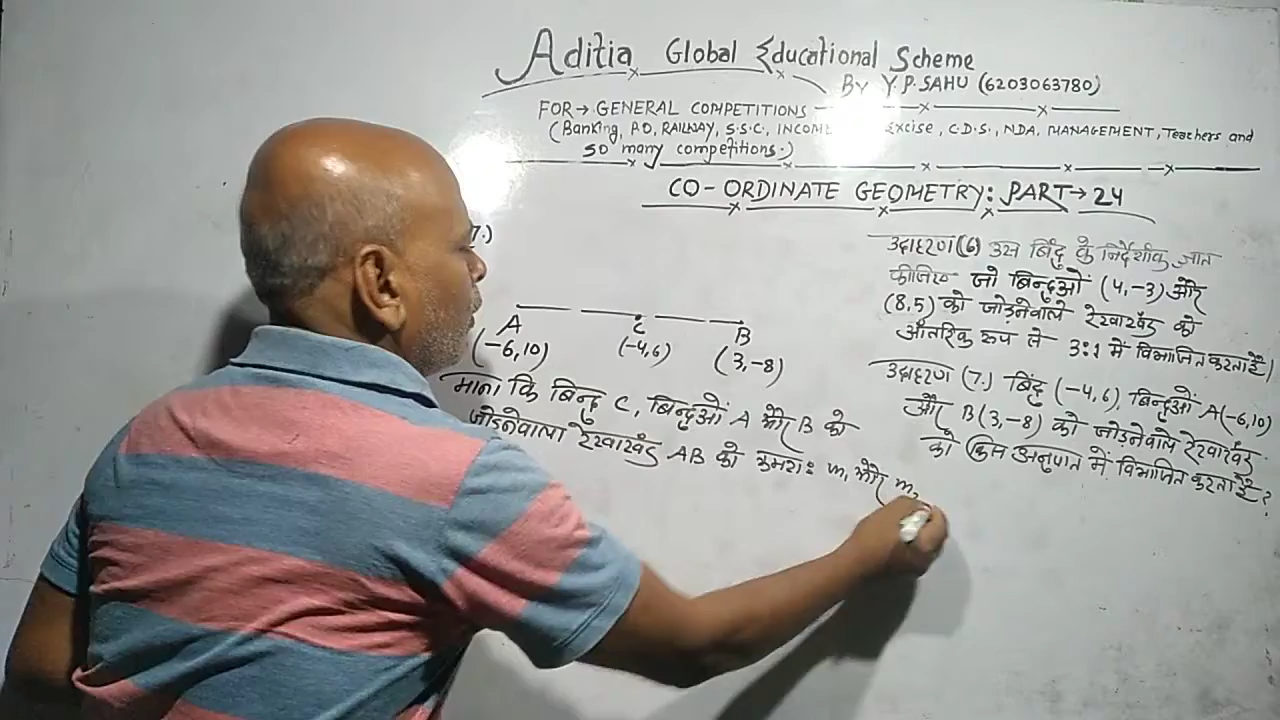 Aditia Global Educational Scheme
By Y.P. SAHU (6203063780)
FOR → GENERAL COMPETITIONS
(Banking, P.O, RAILWAY, S.S.C., INCOME Excise, C.D.S., NDA, MANAGEMENT, Teachers and
so many competitions.)
CO-ORDINATE GEOMETRY: PART → 24
उदाहरण (6) उस बिंदु के निर्देशांक ज्ञात
कीजिए जो बिन्दुओं (4,-3) और
(8,5) को जोड़नेवाले रेखाखंड को
आंतरिक रूप से 3:1 में विभाजित करता है।
उदाहरण (7.) बिंदु (-4,6), बिन्दुओं A(-6,10)
और B(3,-8) को जोड़नेवाले रेखाखंड
को किस अनुपात में विभाजित करता है?
7.)
A C B
(-6,10) (-4,6) (3,-8)
माना कि बिन्दु C, बिन्दुओं A और B को
जोड़नेवाला रेखाखंड AB को क्रमशः m₁ और m₂